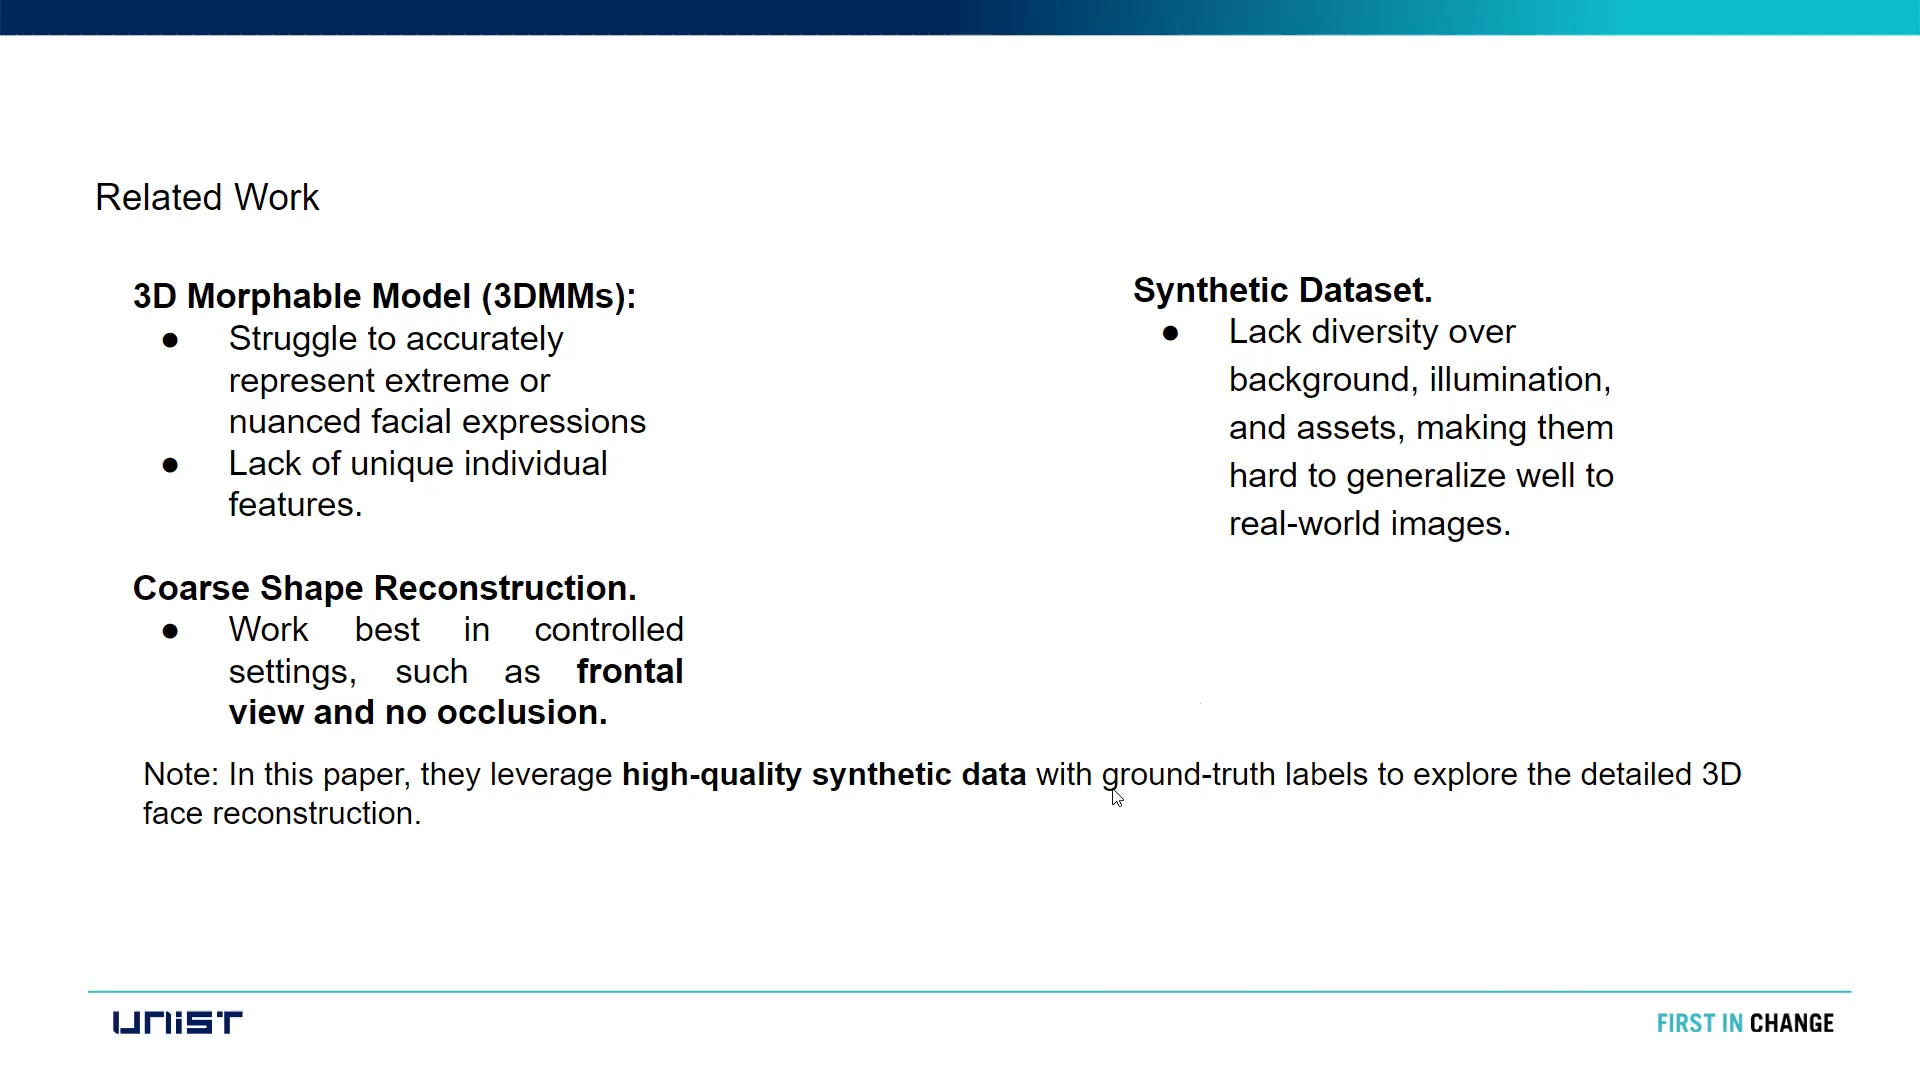 Related Work
3D Morphable Model (3DMMs):
● Struggle to accurately
represent extreme or
nuanced facial expressions
● Lack of unique individual
features.
Coarse Shape Reconstruction.
● Work best in controlled
settings, such as frontal
view and no occlusion.
Synthetic Dataset.
● Lack diversity over
background, illumination,
and assets, making them
hard to generalize well to
real-world images.
Note: In this paper, they leverage high-quality synthetic data with ground-truth labels to explore the detailed 3D
face reconstruction.
UNIST
FIRST IN CHANGE